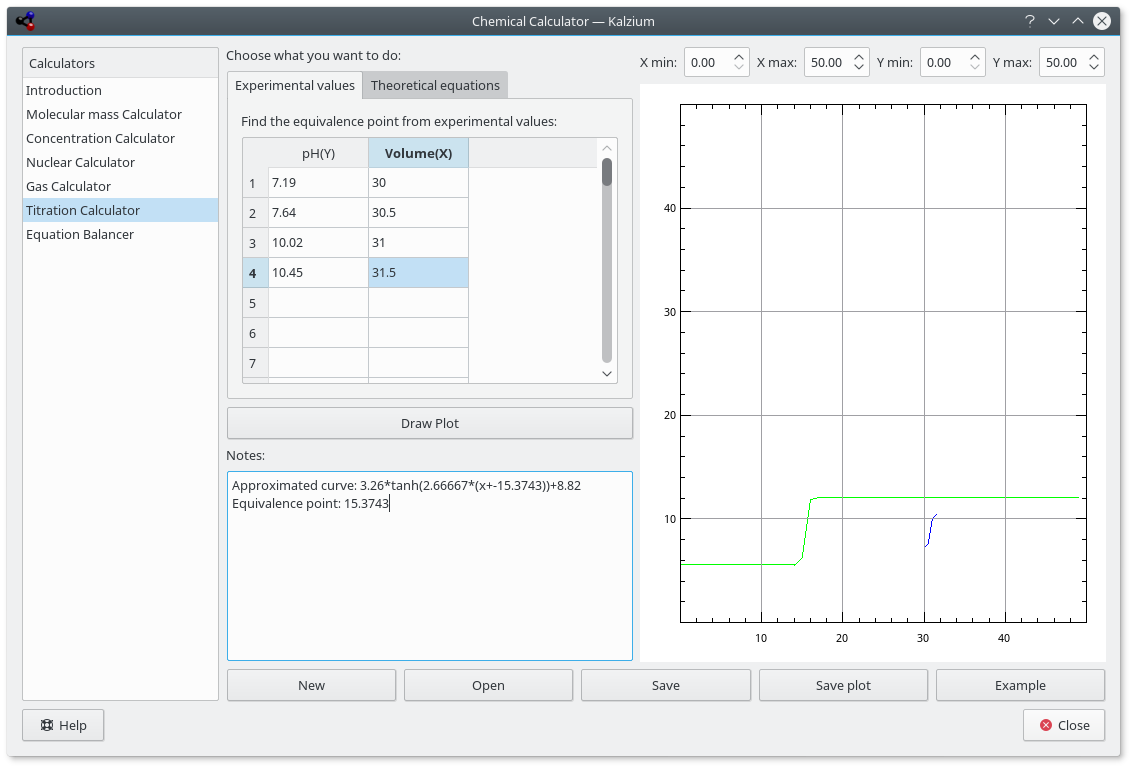 Chemical Calculator — Kalzium
Calculators
Introduction
Molecular mass Calculator
Concentration Calculator
Nuclear Calculator
Gas Calculator
Titration Calculator
Equation Balancer
Choose what you want to do:
Experimental values Theoretical equations
Find the equivalence point from experimental values:
pH(Y) Volume(X)
1 7.19 30
2 7.64 30.5
3 10.02 31
4 10.45 31.5
5
6
7
Draw Plot
Notes:
Approximated curve: 3.26*tanh(2.66667*(x+-15.3743))+8.82
Equivalence point: 15.3743
X min: 0.00 X max: 50.00 Y min: 0.00 Y max: 50.00
40
30
20
10
10 20 30 40
New Open Save Save plot Example
Help Close